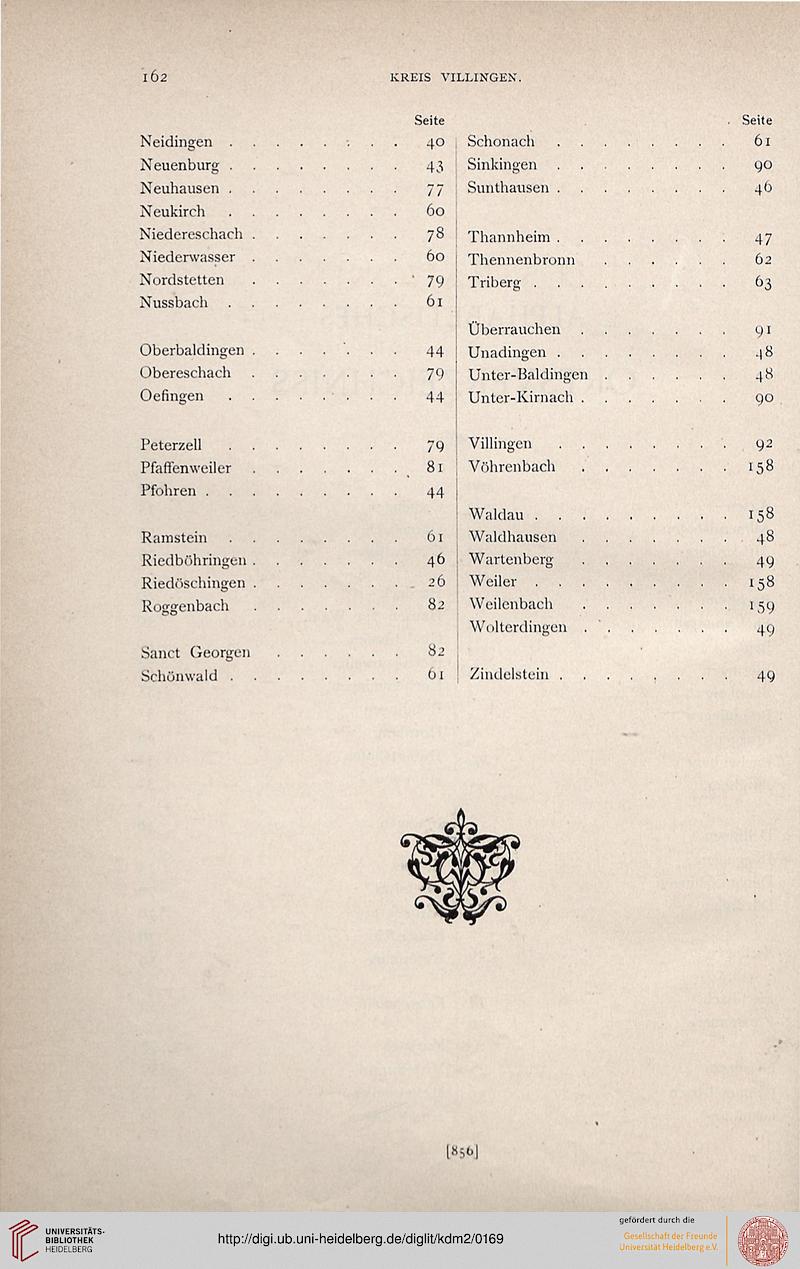 162 KREIS VILLINGEN.
Seite
Neidingen . . . . . . . . 40
Neuenburg . . . . . . . . 43
Neuhausen . . . . . . . . 77
Neukirch . . . . . . . . 60
Niedereschach . . . . . . . 78
Niederwasser . . . . . . . 60
Nordstetten . . . . . . . 79
Nussbach . . . . . . . . 61
Oberbaldingen . . . . . . . 44
Obereschach . . . . . . . 79
Oefingen . . . . . . . . 44
Peterzell . . . . . . . . 79
Pfaffenweiler . . . . . . . 81
Pfohren . . . . . . . . . 44
Ramstein . . . . . . . . 61
Riedböhringen . . . . . . . 46
Riedöschingen . . . . . . . 26
Roggenbach . . . . . . . 82
Sanct Georgen . . . . . . 82
Schönwald . . . . . . . . 61
Seite
Schonach . . . . . . . . 61
Sinkingen . . . . . . . . 90
Sunthausen . . . . . . . . 46
Thannheim . . . . . . . . 47
Thennenbronn . . . . . . 62
Triberg . . . . . . . . . 63
Überrauchen . . . . . . . 91
Unadingen . . . . . . . . 48
Unter-Baldingen . . . . . . 48
Unter-Kirnach . . . . . . . 90
Villingen . . . . . . . . 92
Vöhrenbach . . . . . . . 158
Waldau . . . . . . . . . 158
Waldhausen . . . . . . . 48
Wartenberg . . . . . . . 49
Weiler . . . . . . . . . 158
Weilenbach . . . . . . . 159
Wolterdingen . . . . . . . 49
Zindelstein . . . . . . . . 49
[856]
UNIVERSITÄTS-
BIBLIOTHEK
HEIDELBERG
http://digi.ub.uni-heidelberg.de/diglit/kdm2/0169
gefördert durch die
Gesellschaft der Freunde
Universität Heidelberg e.V.